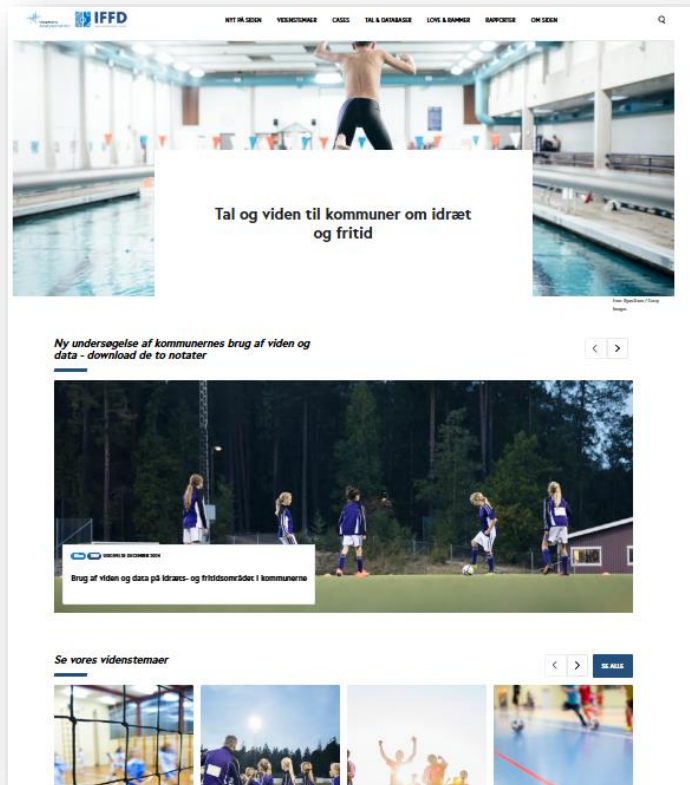 IFFD
NYT PÅ SIDEN VIDENSTEMAER CASES TAL & DATABASER LOVE & RAMMER RAPPORTER OM SIDEN
Tal og viden til kommuner om idræt
og fritid
Ny undersøgelse af kommunernes brug af viden og
data - download de to notater
DECEMBER 2024
Brug af viden og data på idræts- og fritidsområdet i kommunerne
Se vores videnstemaer
SE ALLE